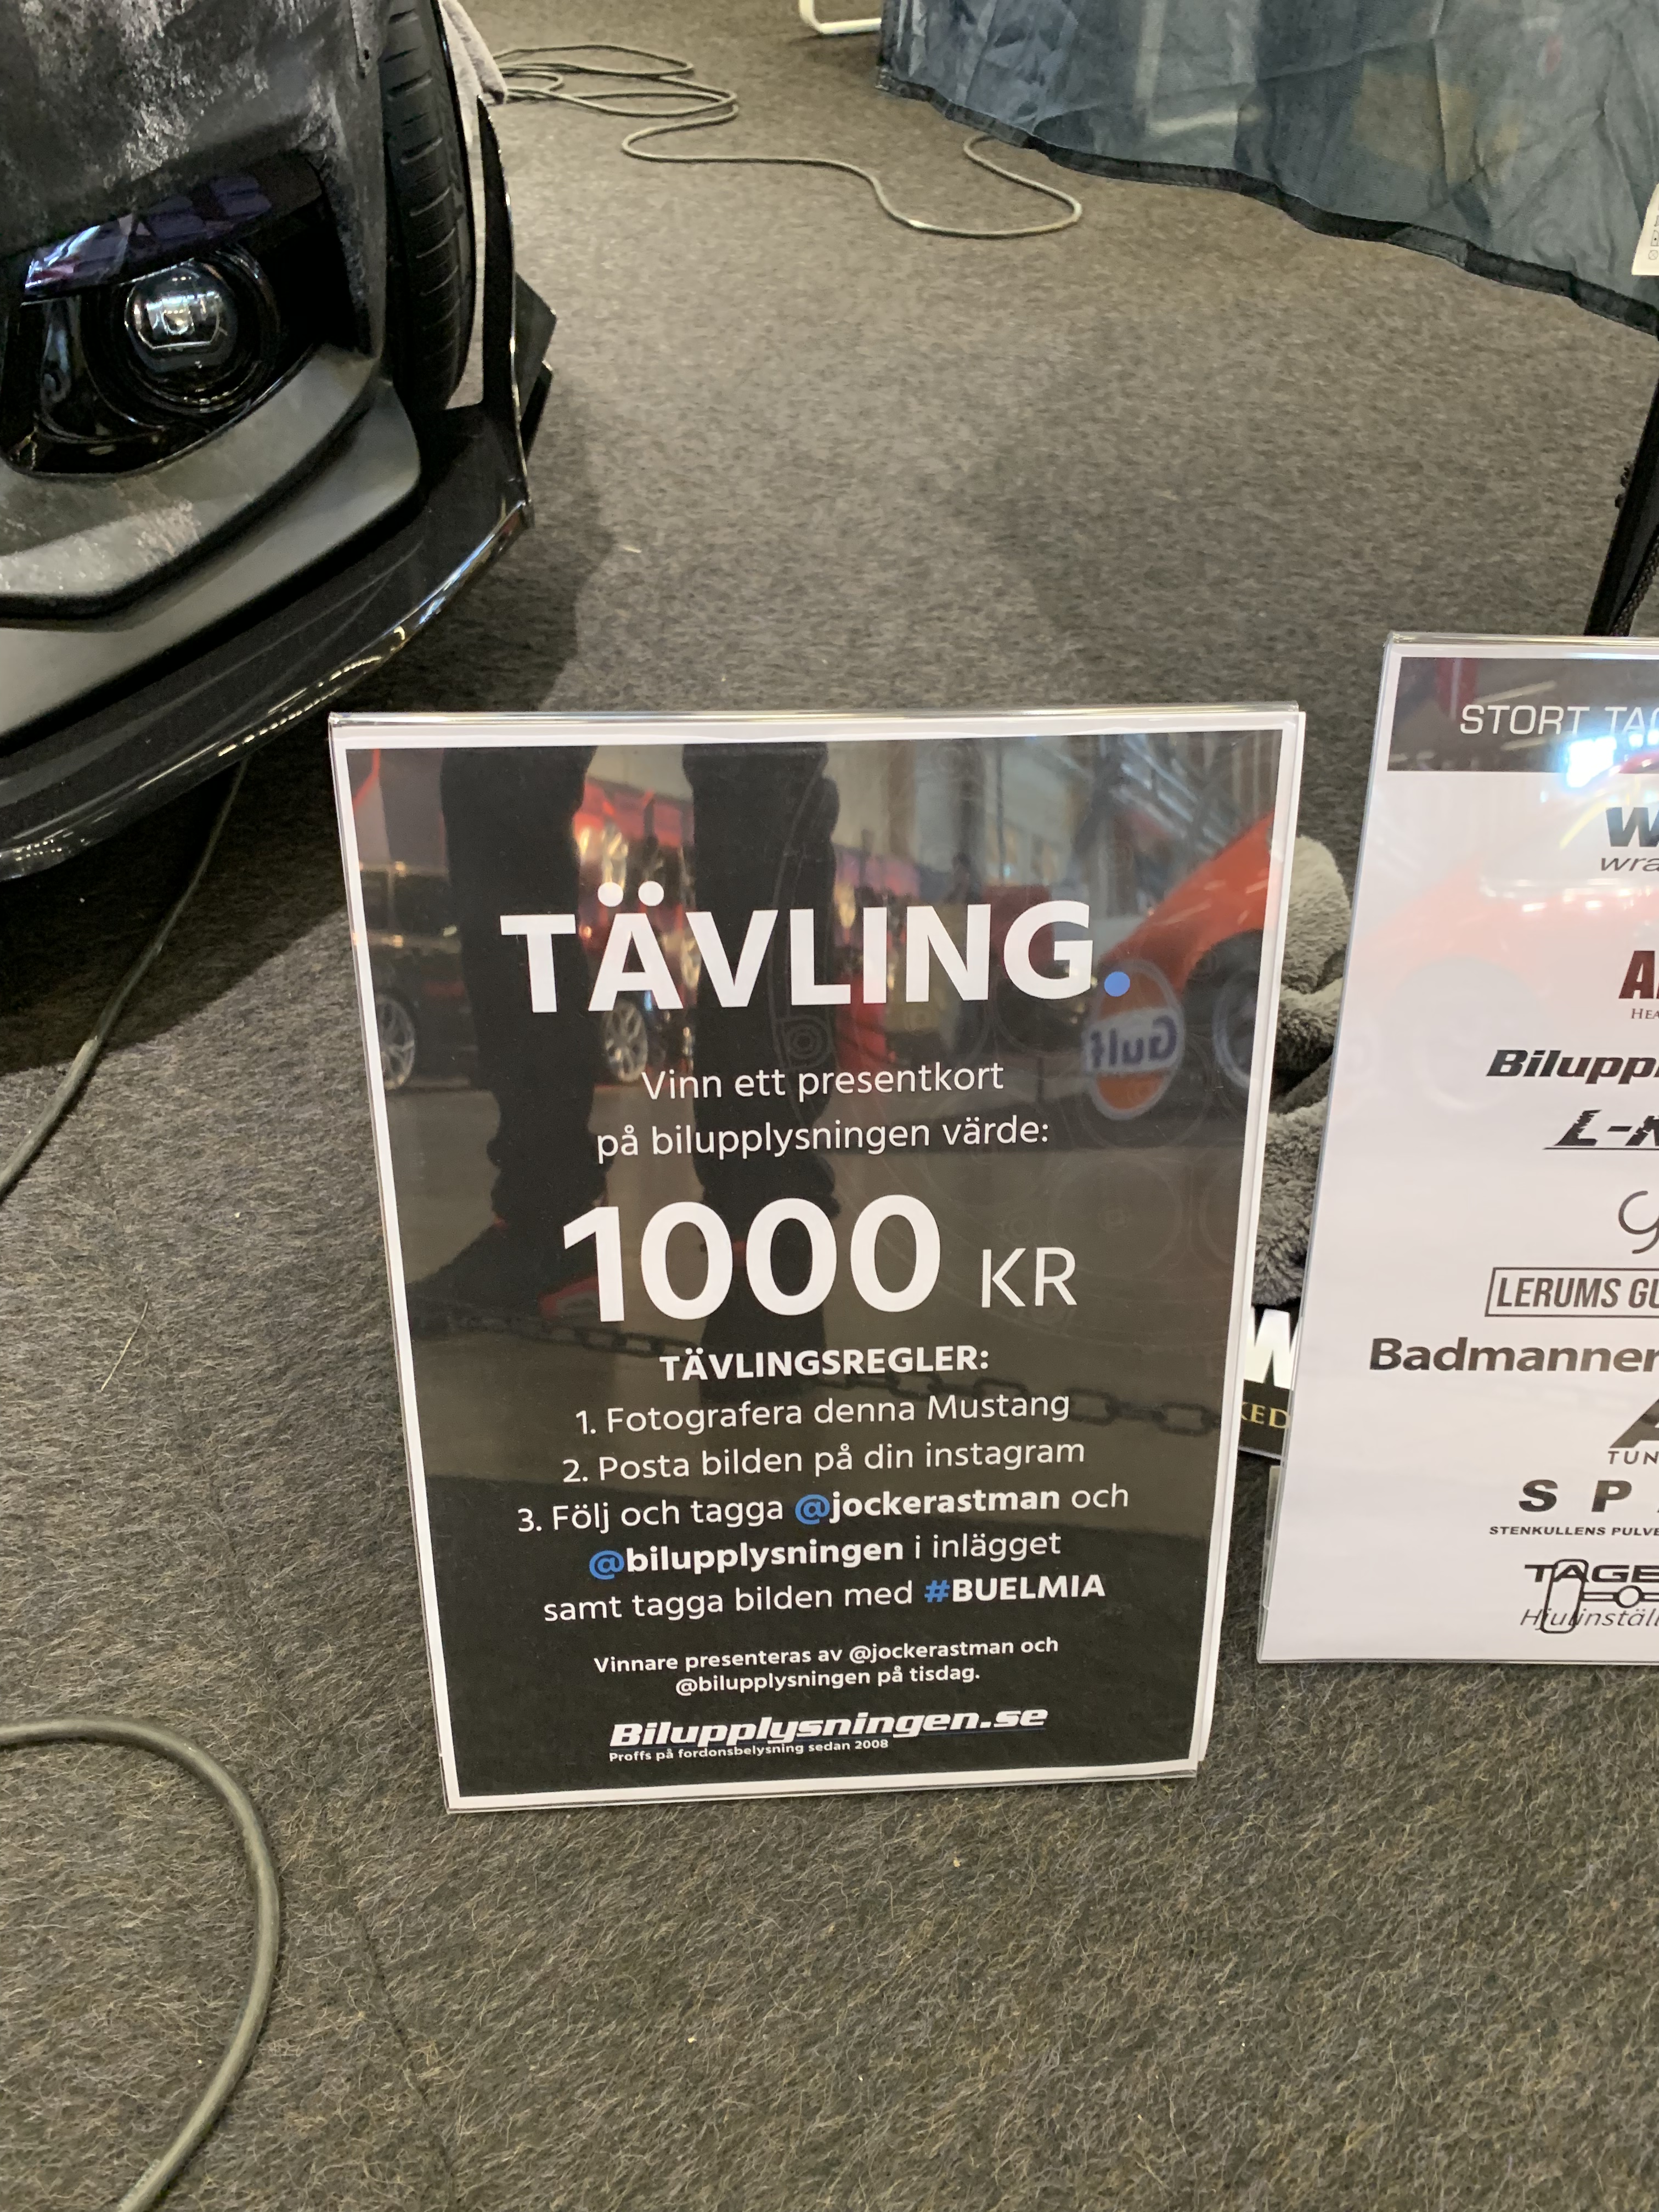 TÄVLING.
Vinn ett presentkort
på bilupplysningen värde:
1000 KR
TÄVLINGSREGLER:
1. Fotografera denna Mustang
2. Posta bilden på din instagram
3. Följ och tagga @jockerastman och
@bilupplysningen i inlägget
samt tagga bilden med #BUELMIA
Vinnare presenteras av @jockerastman och
@bilupplysningen på tisdag.
Bilupplysningen.se
Proffs på fordonsbelysning sedan 2008
Gulf
STORT
LERUMS
Badmanner
S P
STENKULLENS